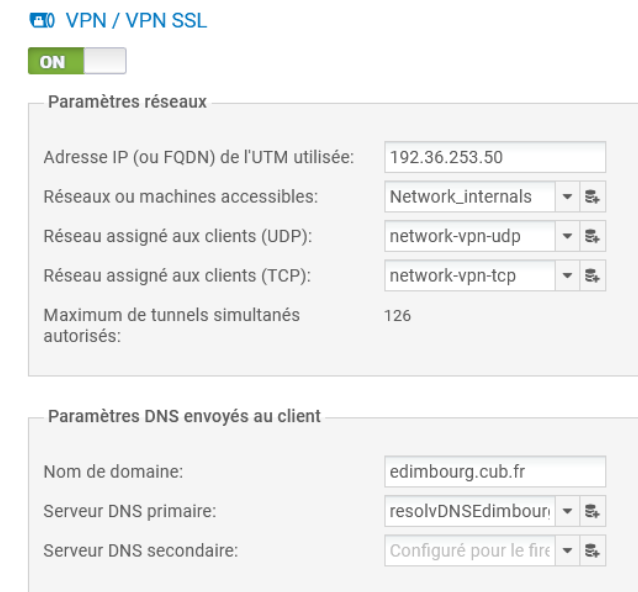 VPN / VPN SSL
ON
Paramètres réseaux
Adresse IP (ou FQDN) de l'UTM utilisée: 192.36.253.50
Réseaux ou machines accessibles: Network_internals
Réseau assigné aux clients (UDP): network-vpn-udp
Réseau assigné aux clients (TCP): network-vpn-tcp
Maximum de tunnels simultanés 126
autorisés:
Paramètres DNS envoyés au client
Nom de domaine: edimbourg.cub.fr
Serveur DNS primaire: resolvDNSEdimbourg
Serveur DNS secondaire: Configuré pour le fire